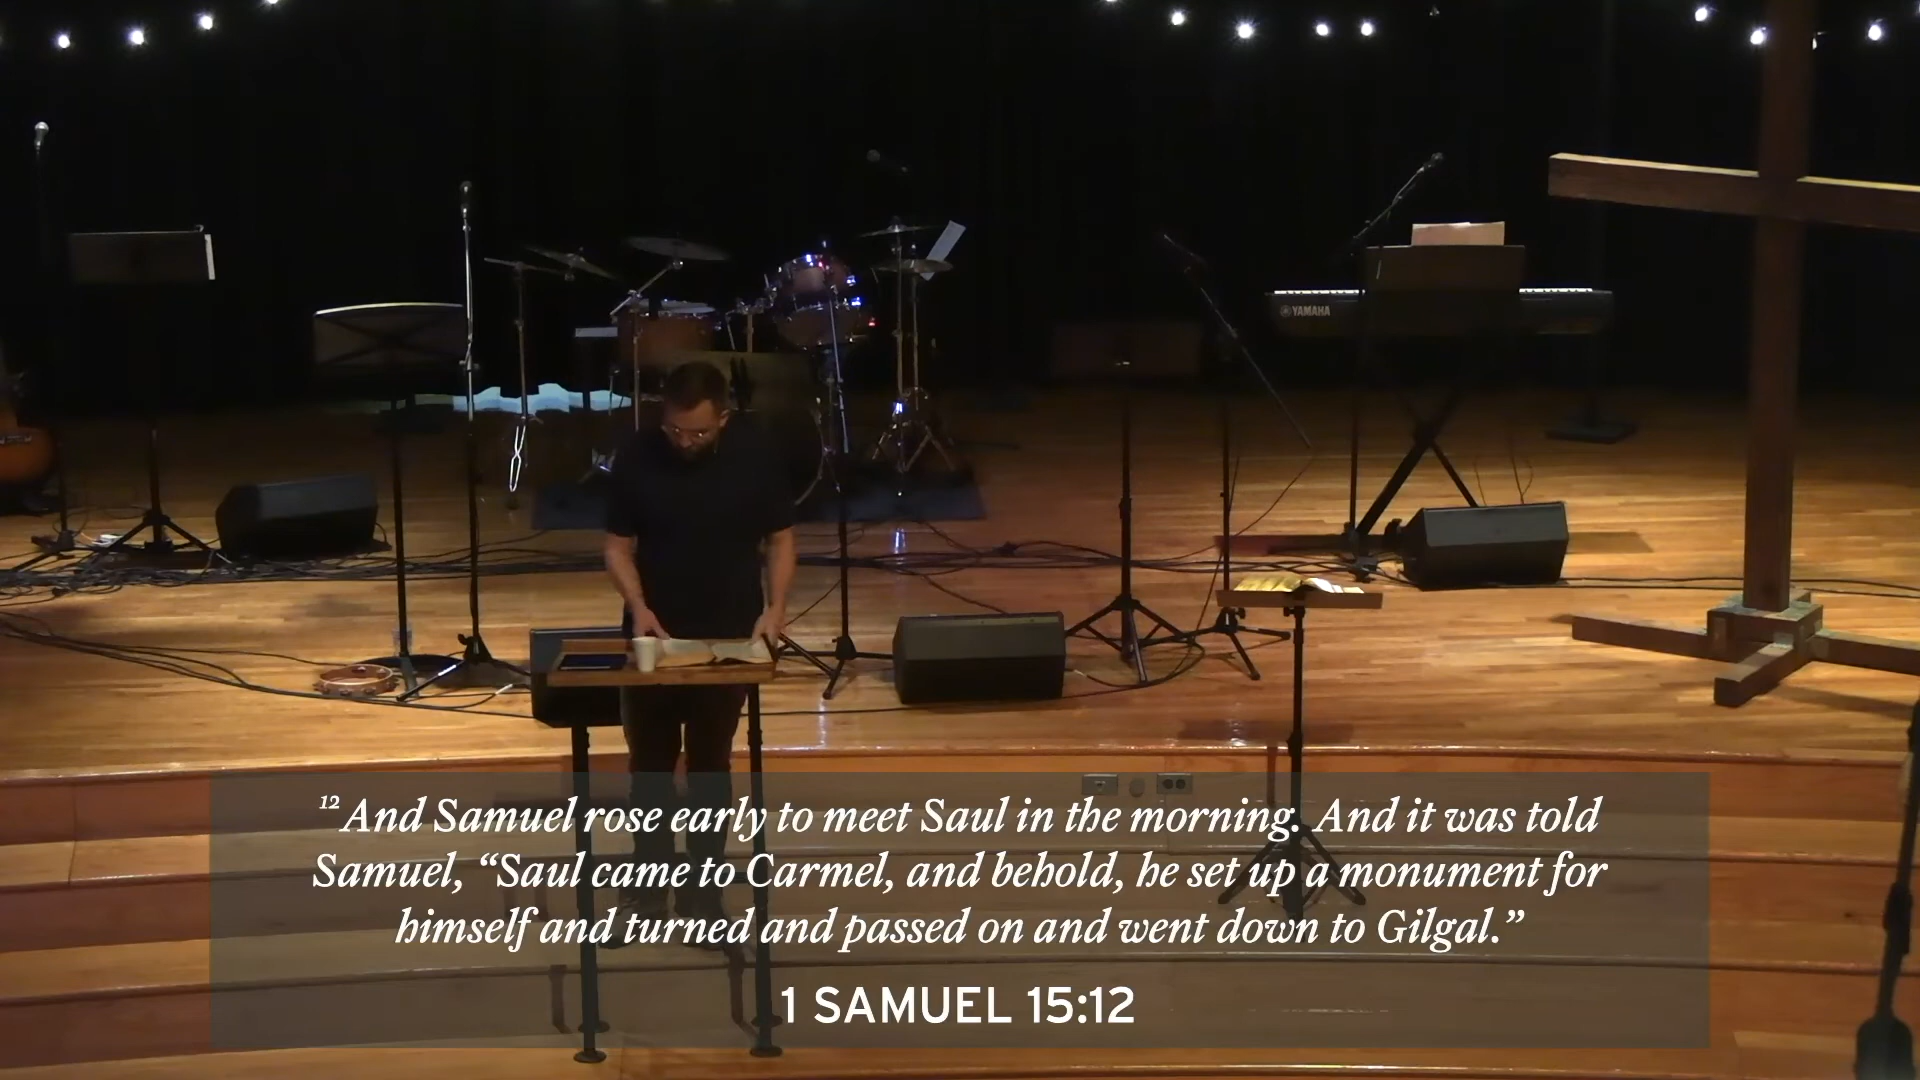 YAMAHA
¹² And Samuel rose early to meet Saul in the morning. And it was told
Samuel, “Saul came to Carmel, and behold, he set up a monument for
himself and turned and passed on and went down to Gilgal.”
1 SAMUEL 15:12